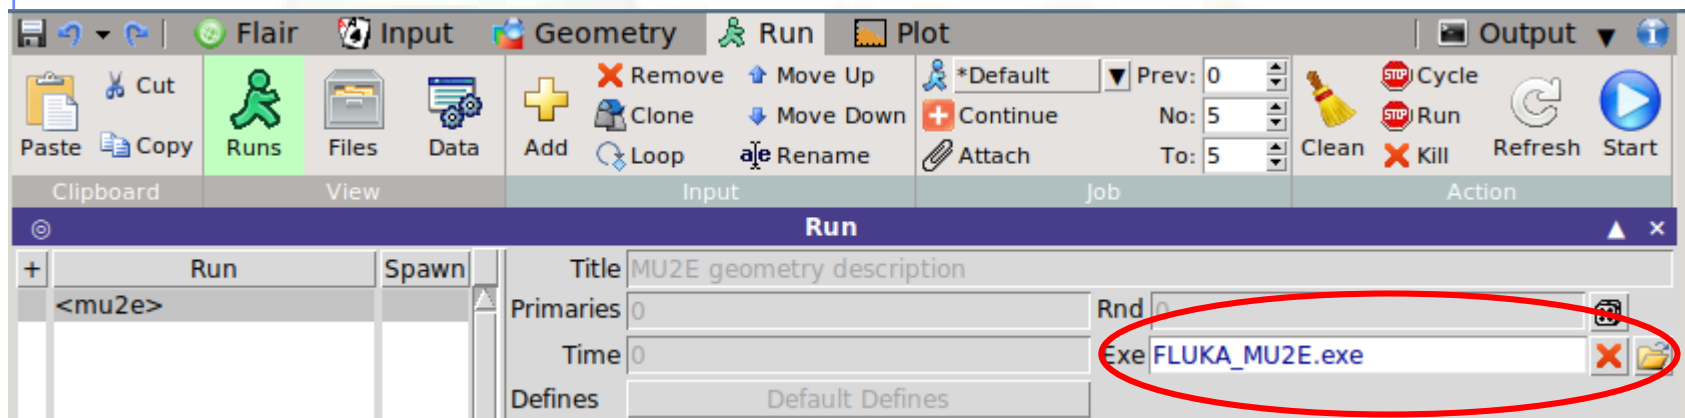 Flair Input Geometry Run Plot Output
Cut Remove Move Up *Default Prev: 0 Cycle
Clone Move Down Continue No: 5 Run
Paste Copy Runs Files Data Add Loop Rename Attach To: 5 Clean Kill Refresh Start
Clipboard View Input Job Action
Run
+ Run Spawn Title MU2E geometry description
<mu2e> Primaries 0 Rnd 0
Time 0 Exe FLUKA_MU2E.exe
Defines Default Defines